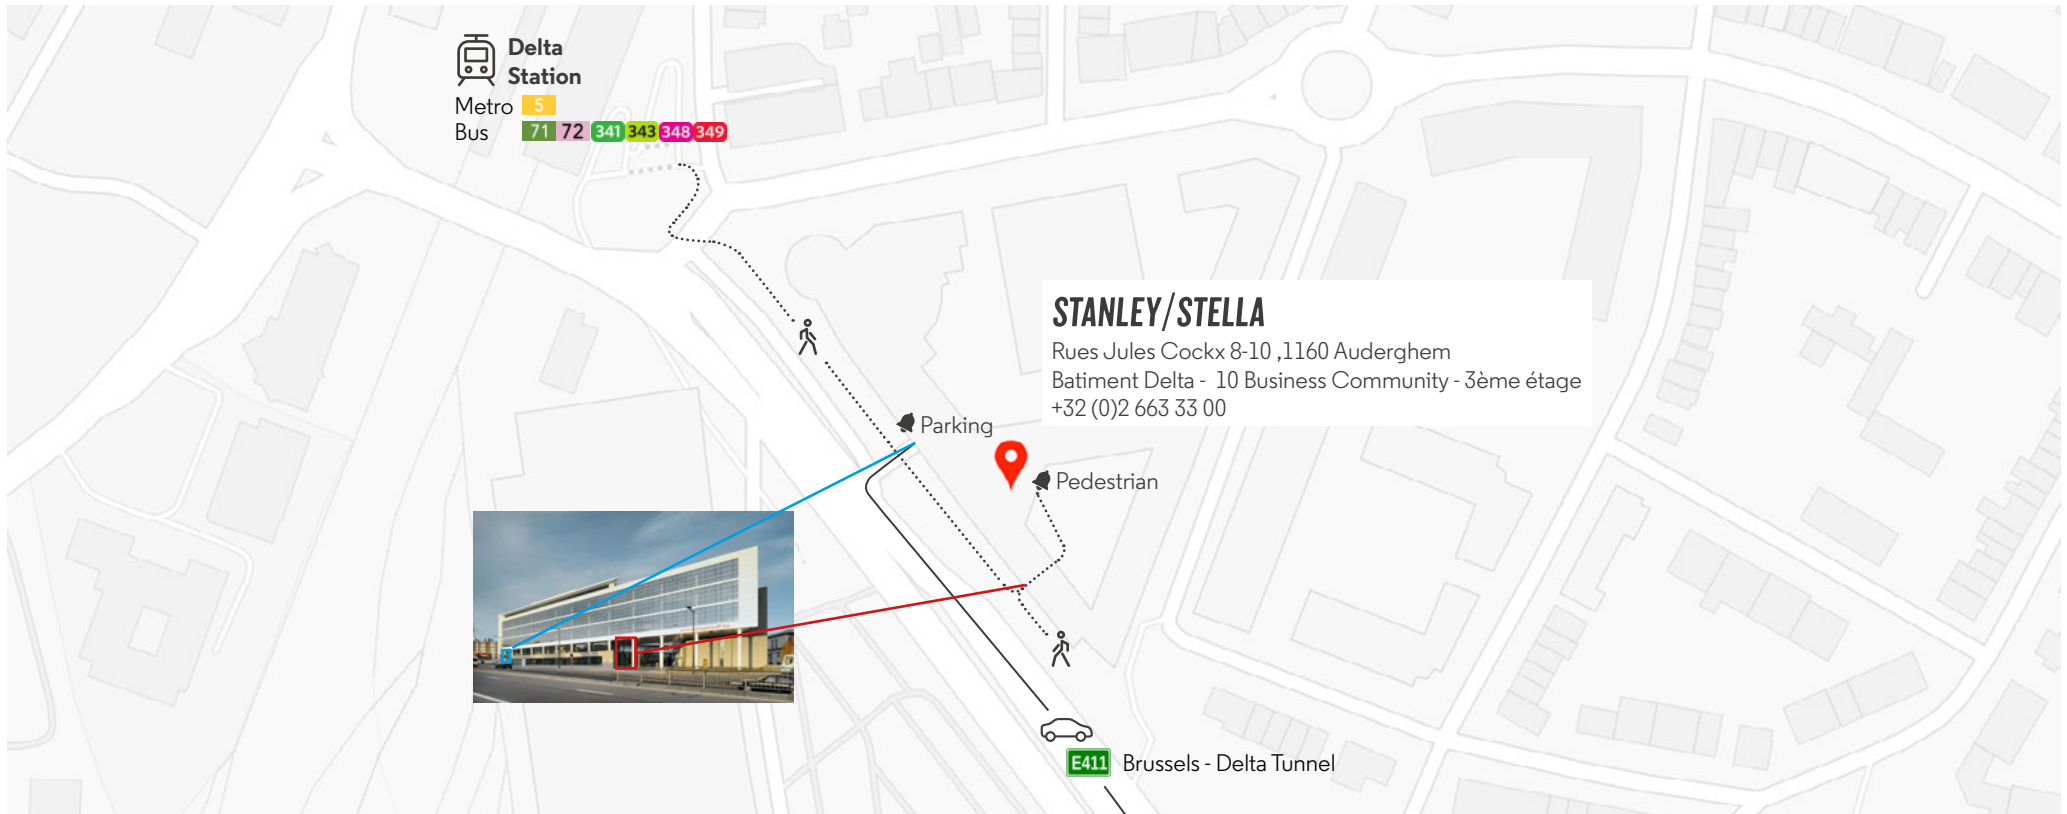 Delta
Station
Metro 5
Bus 71 72 341 343 348 349
STANLEY/STELLA
Rues Jules Cockx 8-10 ,1160 Auderghem
Batiment Delta - 10 Business Community - 3ème étage
+32 (0)2 663 33 00
Parking
Pedestrian
E411 Brussels - Delta Tunnel